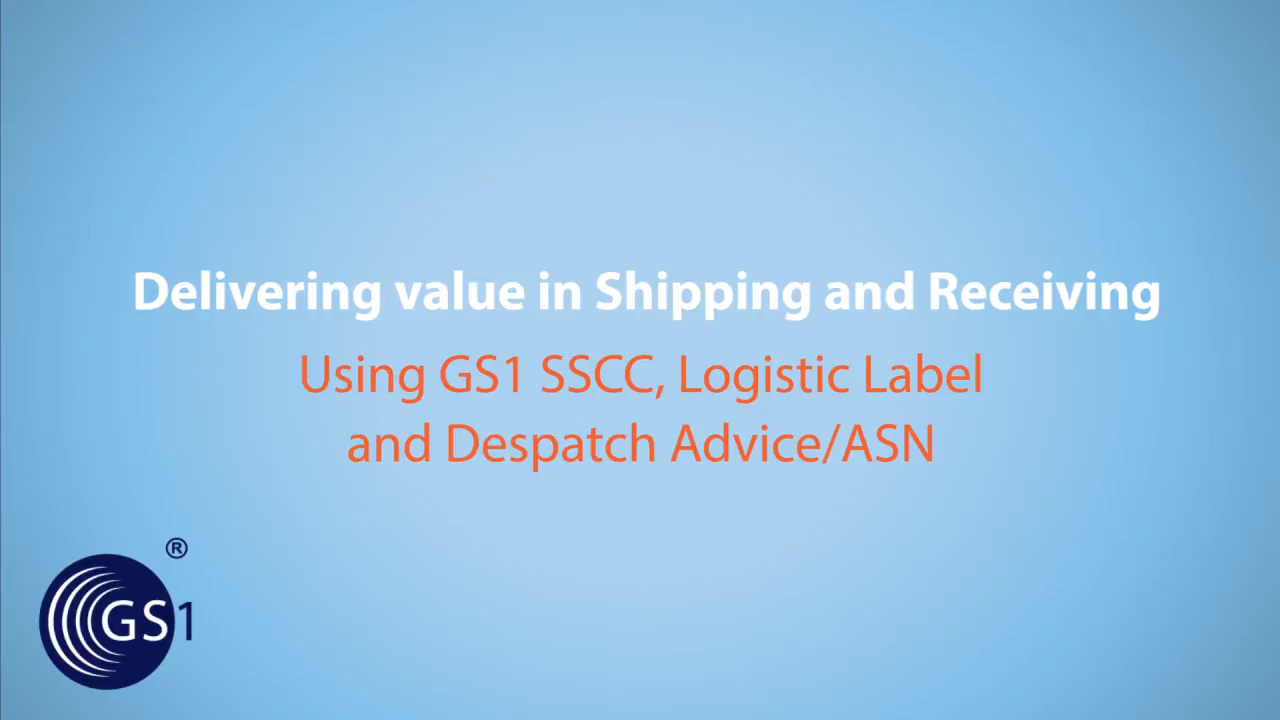 Delivering value in Shipping and Receiving
Using GS1 SSCC, Logistic Label
and Despatch Advice/ASN
®
GS1